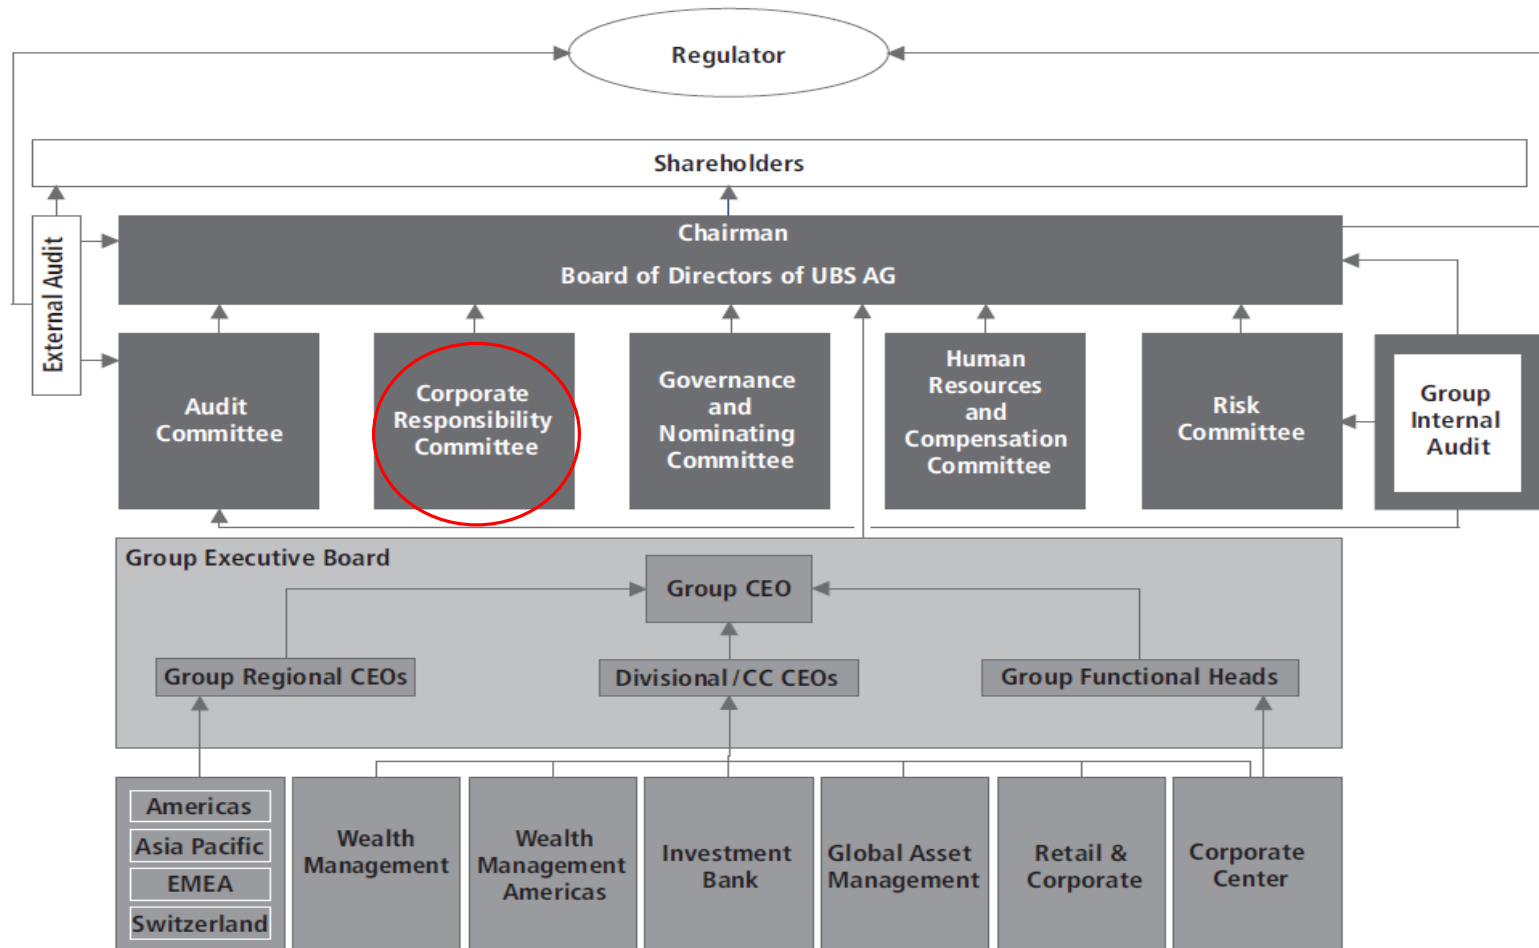 Regulator
Shareholders
Chairman
Board of Directors of UBS AG
External Audit
Audit
Committee
Corporate
Responsibility
Committee
Governance
and
Nominating
Committee
Human
Resources
and
Compensation
Committee
Risk
Committee
Group
Internal
Audit
Group Executive Board
Group CEO
Group Regional CEOs
Divisional/CC CEOs
Group Functional Heads
Americas
Asia Pacific
EMEA
Switzerland
Wealth
Management
Wealth
Management
Americas
Investment
Bank
Global Asset
Management
Retail &
Corporate
Corporate
Center